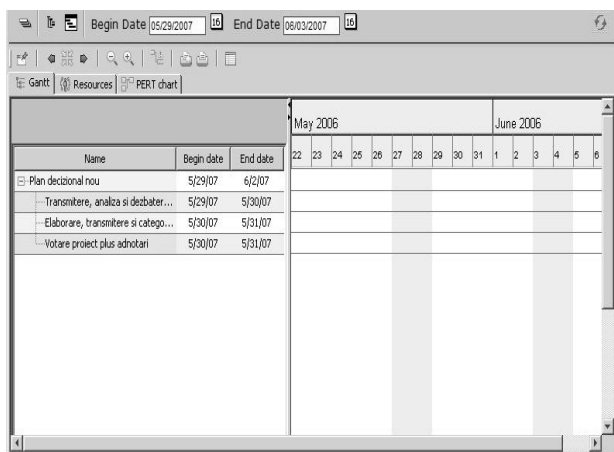 Begin Date 05/29/2007 16 End Date 06/03/2007 16
Gantt Resources PERT chart
May 2006 June 2006
22 23 24 25 26 27 28 29 30 31 1 2 3 4 5 6
Name Begin date End date
Plan decizional nou 5/29/07 6/2/07
Transmitere, analiza si dezbater... 5/29/07 5/30/07
Elaborare, transmitere si catego... 5/30/07 5/31/07
Votare proiect plus adnotari 5/30/07 5/31/07